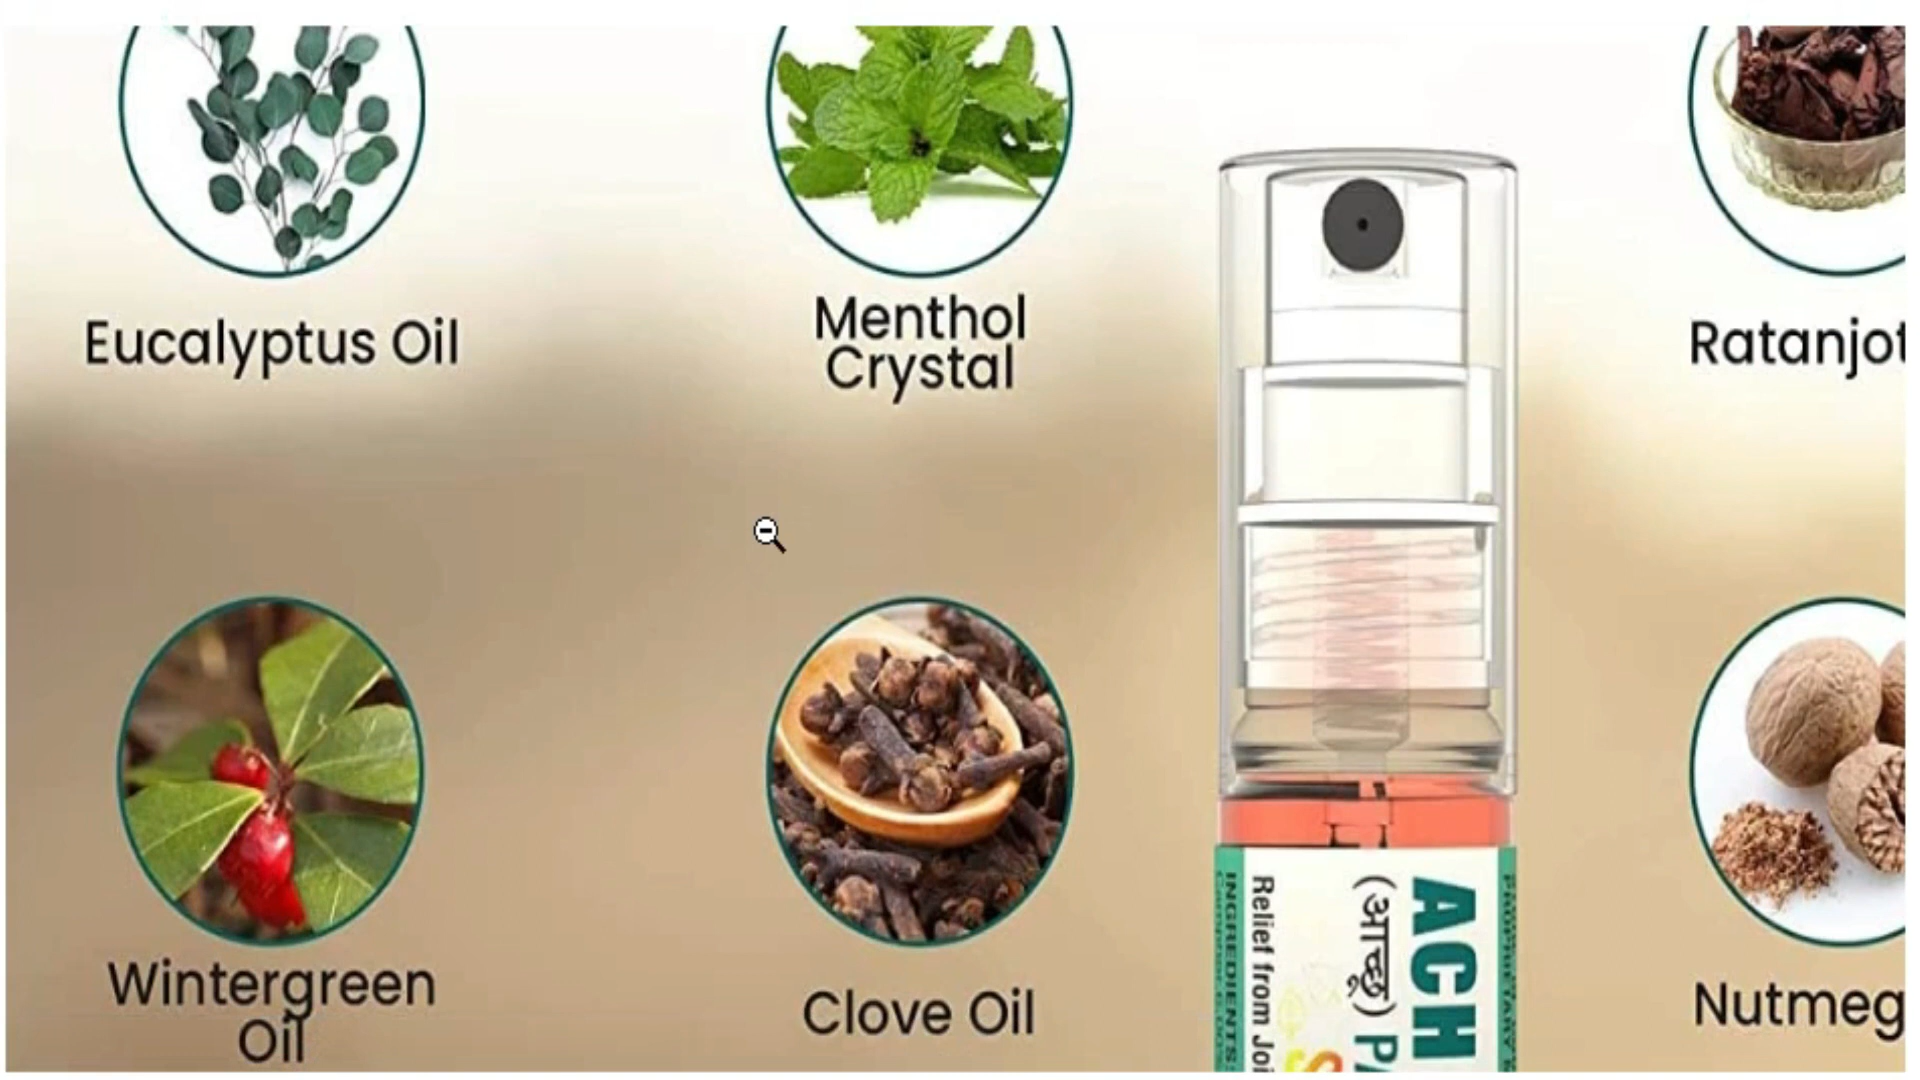 Eucalyptus Oil
Menthol
Crystal
Ratanjot
Wintergreen
Oil
Clove Oil
Nutmeg
ACH
(आच्छू) PA
S
Relief from Joi
INGREDIENTS: